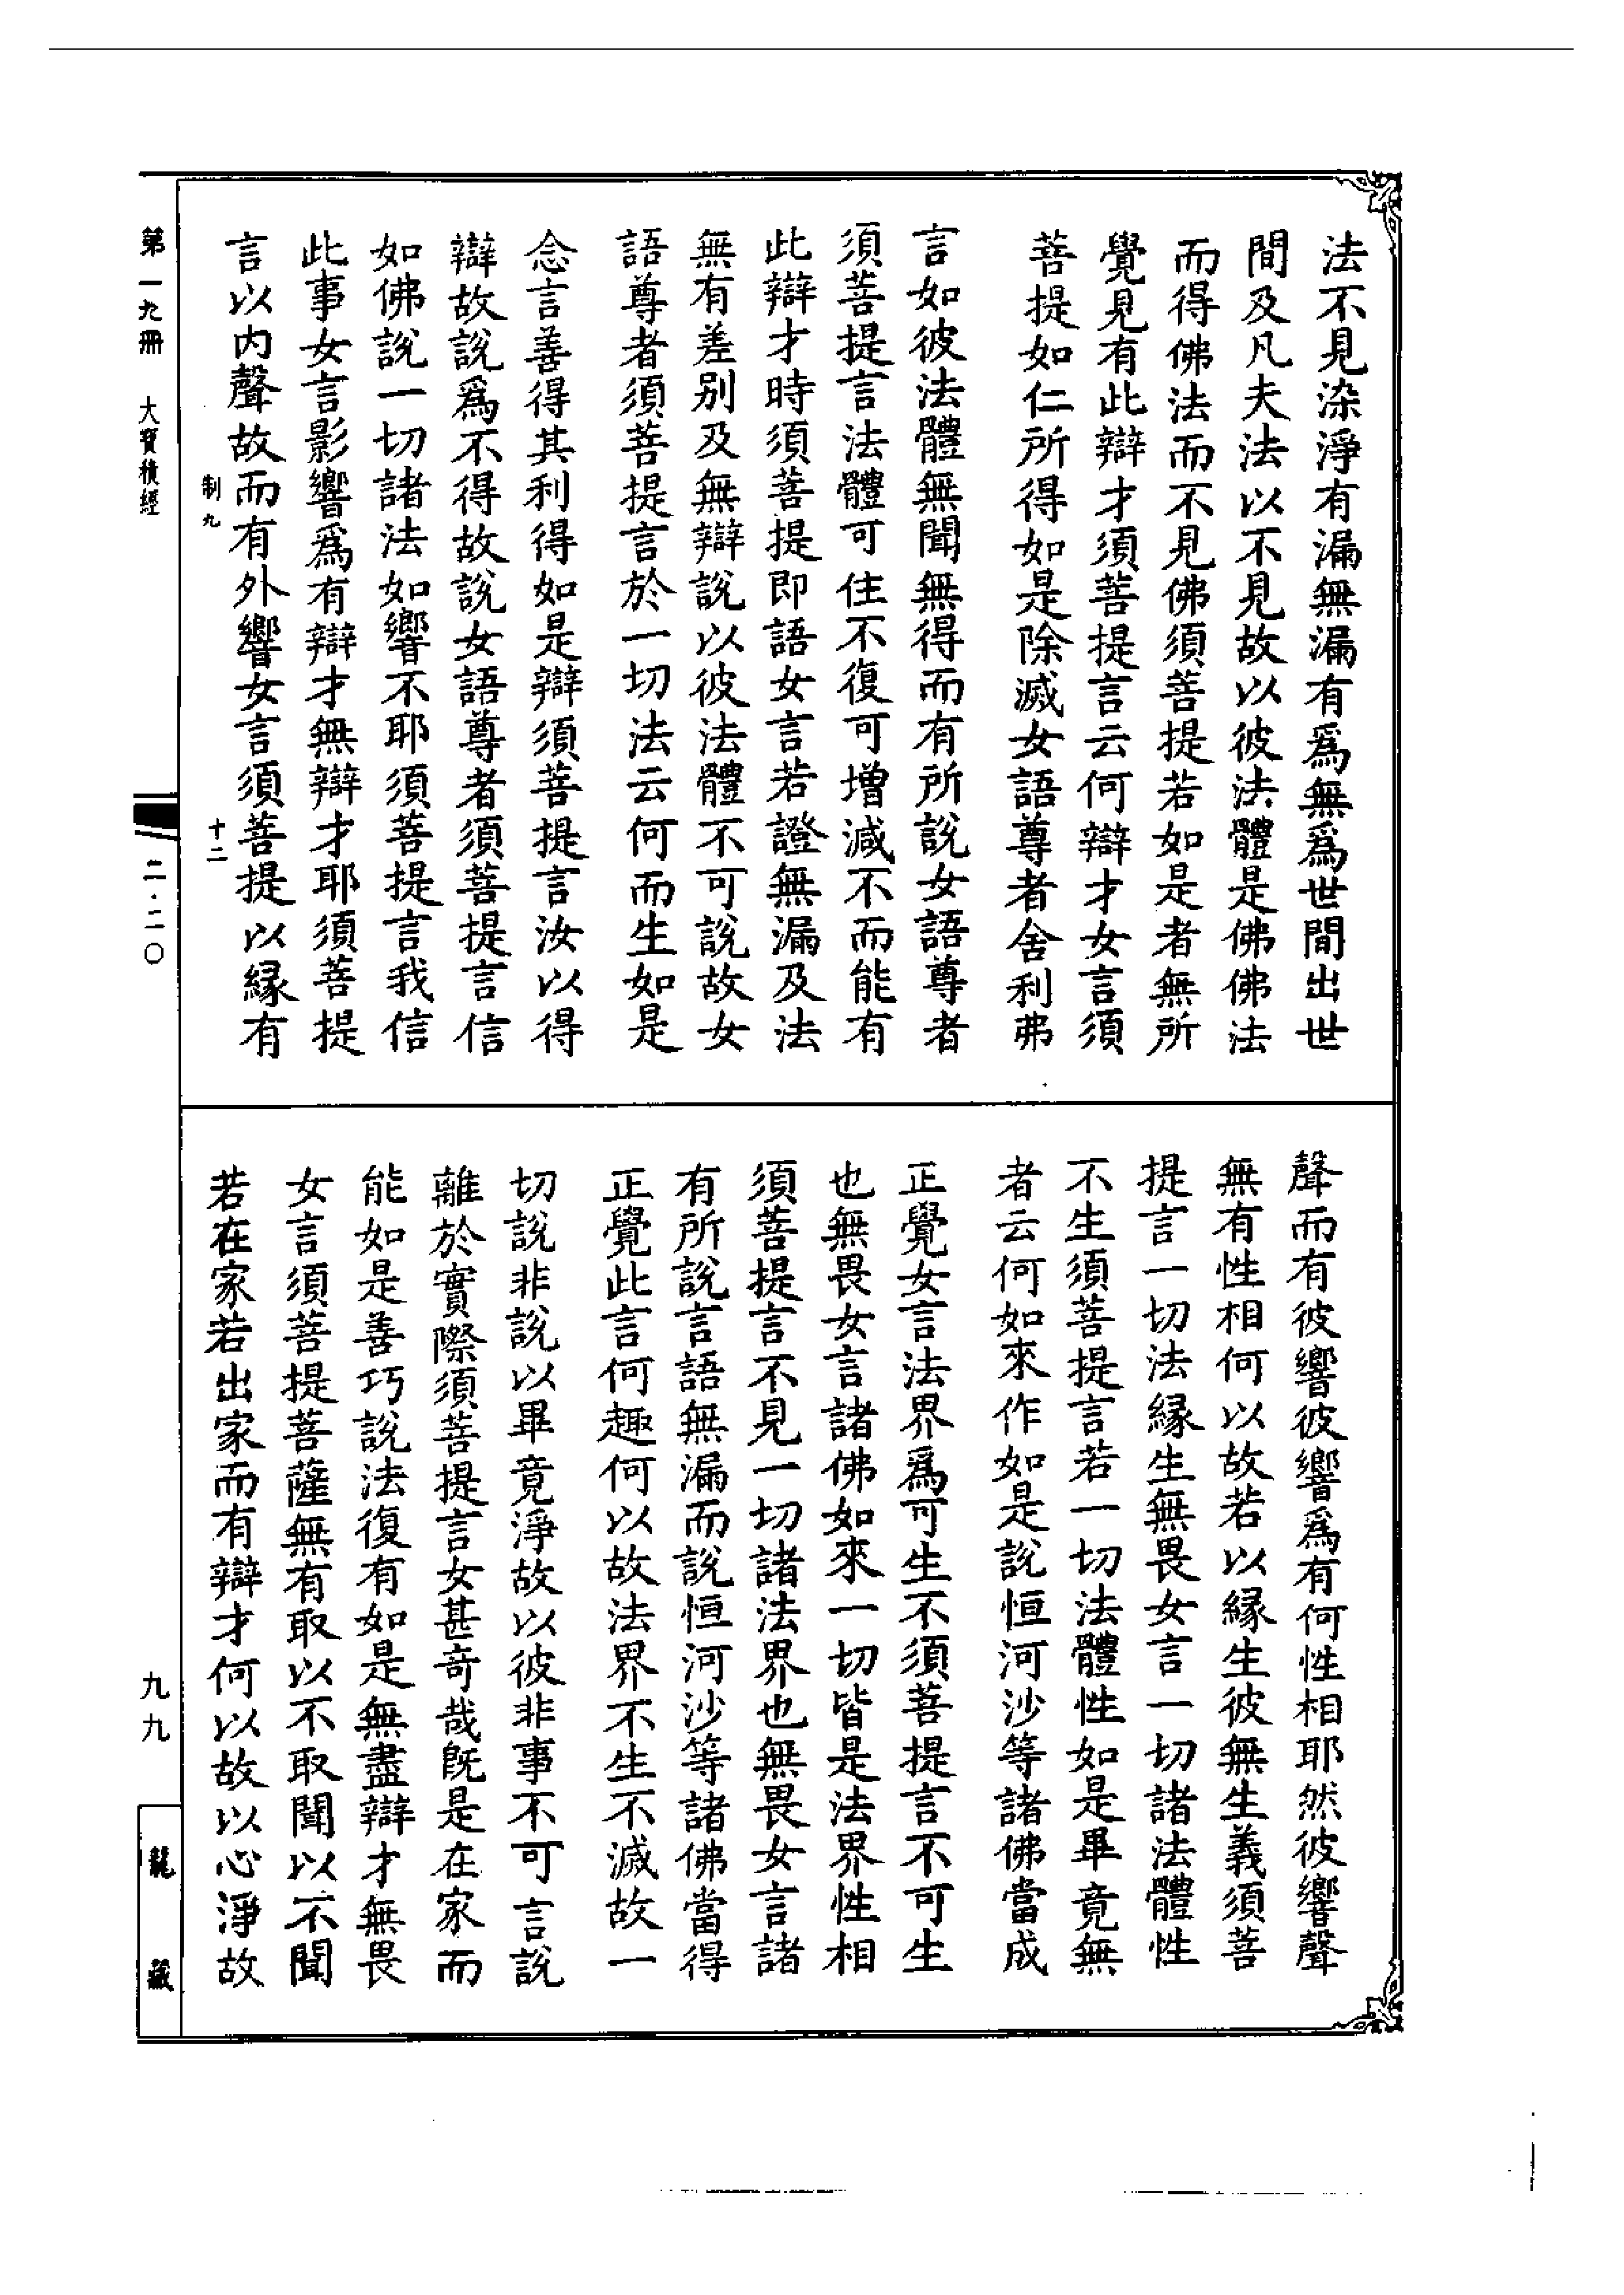 法不見染淨有漏無漏有爲無爲世間出世
間及凡夫法以不見故以彼法體是佛佛法
而得佛法而不見佛須菩提若如是者無所
覺見有此辯才須菩提言云何辯才女言須
菩提如仁所得如是除滅女語尊者舍利弗
言如彼法體無聞無得而有所說女語尊者
須菩提言法體可住不復可增減不而能有
此辯才時須菩提即語女言若證無漏及法
無有差別及無辯說以彼法體不可說故女
語尊者須菩提言於一切法云何而生如是
念言善得其利得如是辯須菩提言汝以得
辯故說爲不得故說女語尊者須菩提言信
如佛說一切諸法如響不耶須菩提言我信
此事女言影響爲有辯才無辯才耶須菩提
言以內聲故而有外響女言須菩提以緣有
聲而有彼響彼響爲有何性相耶然彼響聲
無有性相何以故若以緣生彼無生義須菩
提言一切法緣生無畏女言一切諸法體性
不生須菩提言若一切法體性如是畢竟無
者云何如來作如是說恒河沙等諸佛當成
正覺女言法界爲可生不須菩提言不可生
也無畏女言諸佛如來一切皆是法界性相
須菩提言不見一切諸法界也無畏女言諸
有所說言語無漏而說恒河沙等諸佛當得
正覺此言何趣何以故法界不生不滅故一
切說非說以畢竟淨故以彼非事不可言說
離於實際須菩提言女甚奇哉既是在家而
能如是善巧說法復有如是無盡辯才無畏
女言須菩提菩薩無有取以不取聞以不聞
若在家若出家而有辯才何以故以心淨故
制九
十二
第一九冊 大寶積經
二·二〇
九九
龍藏